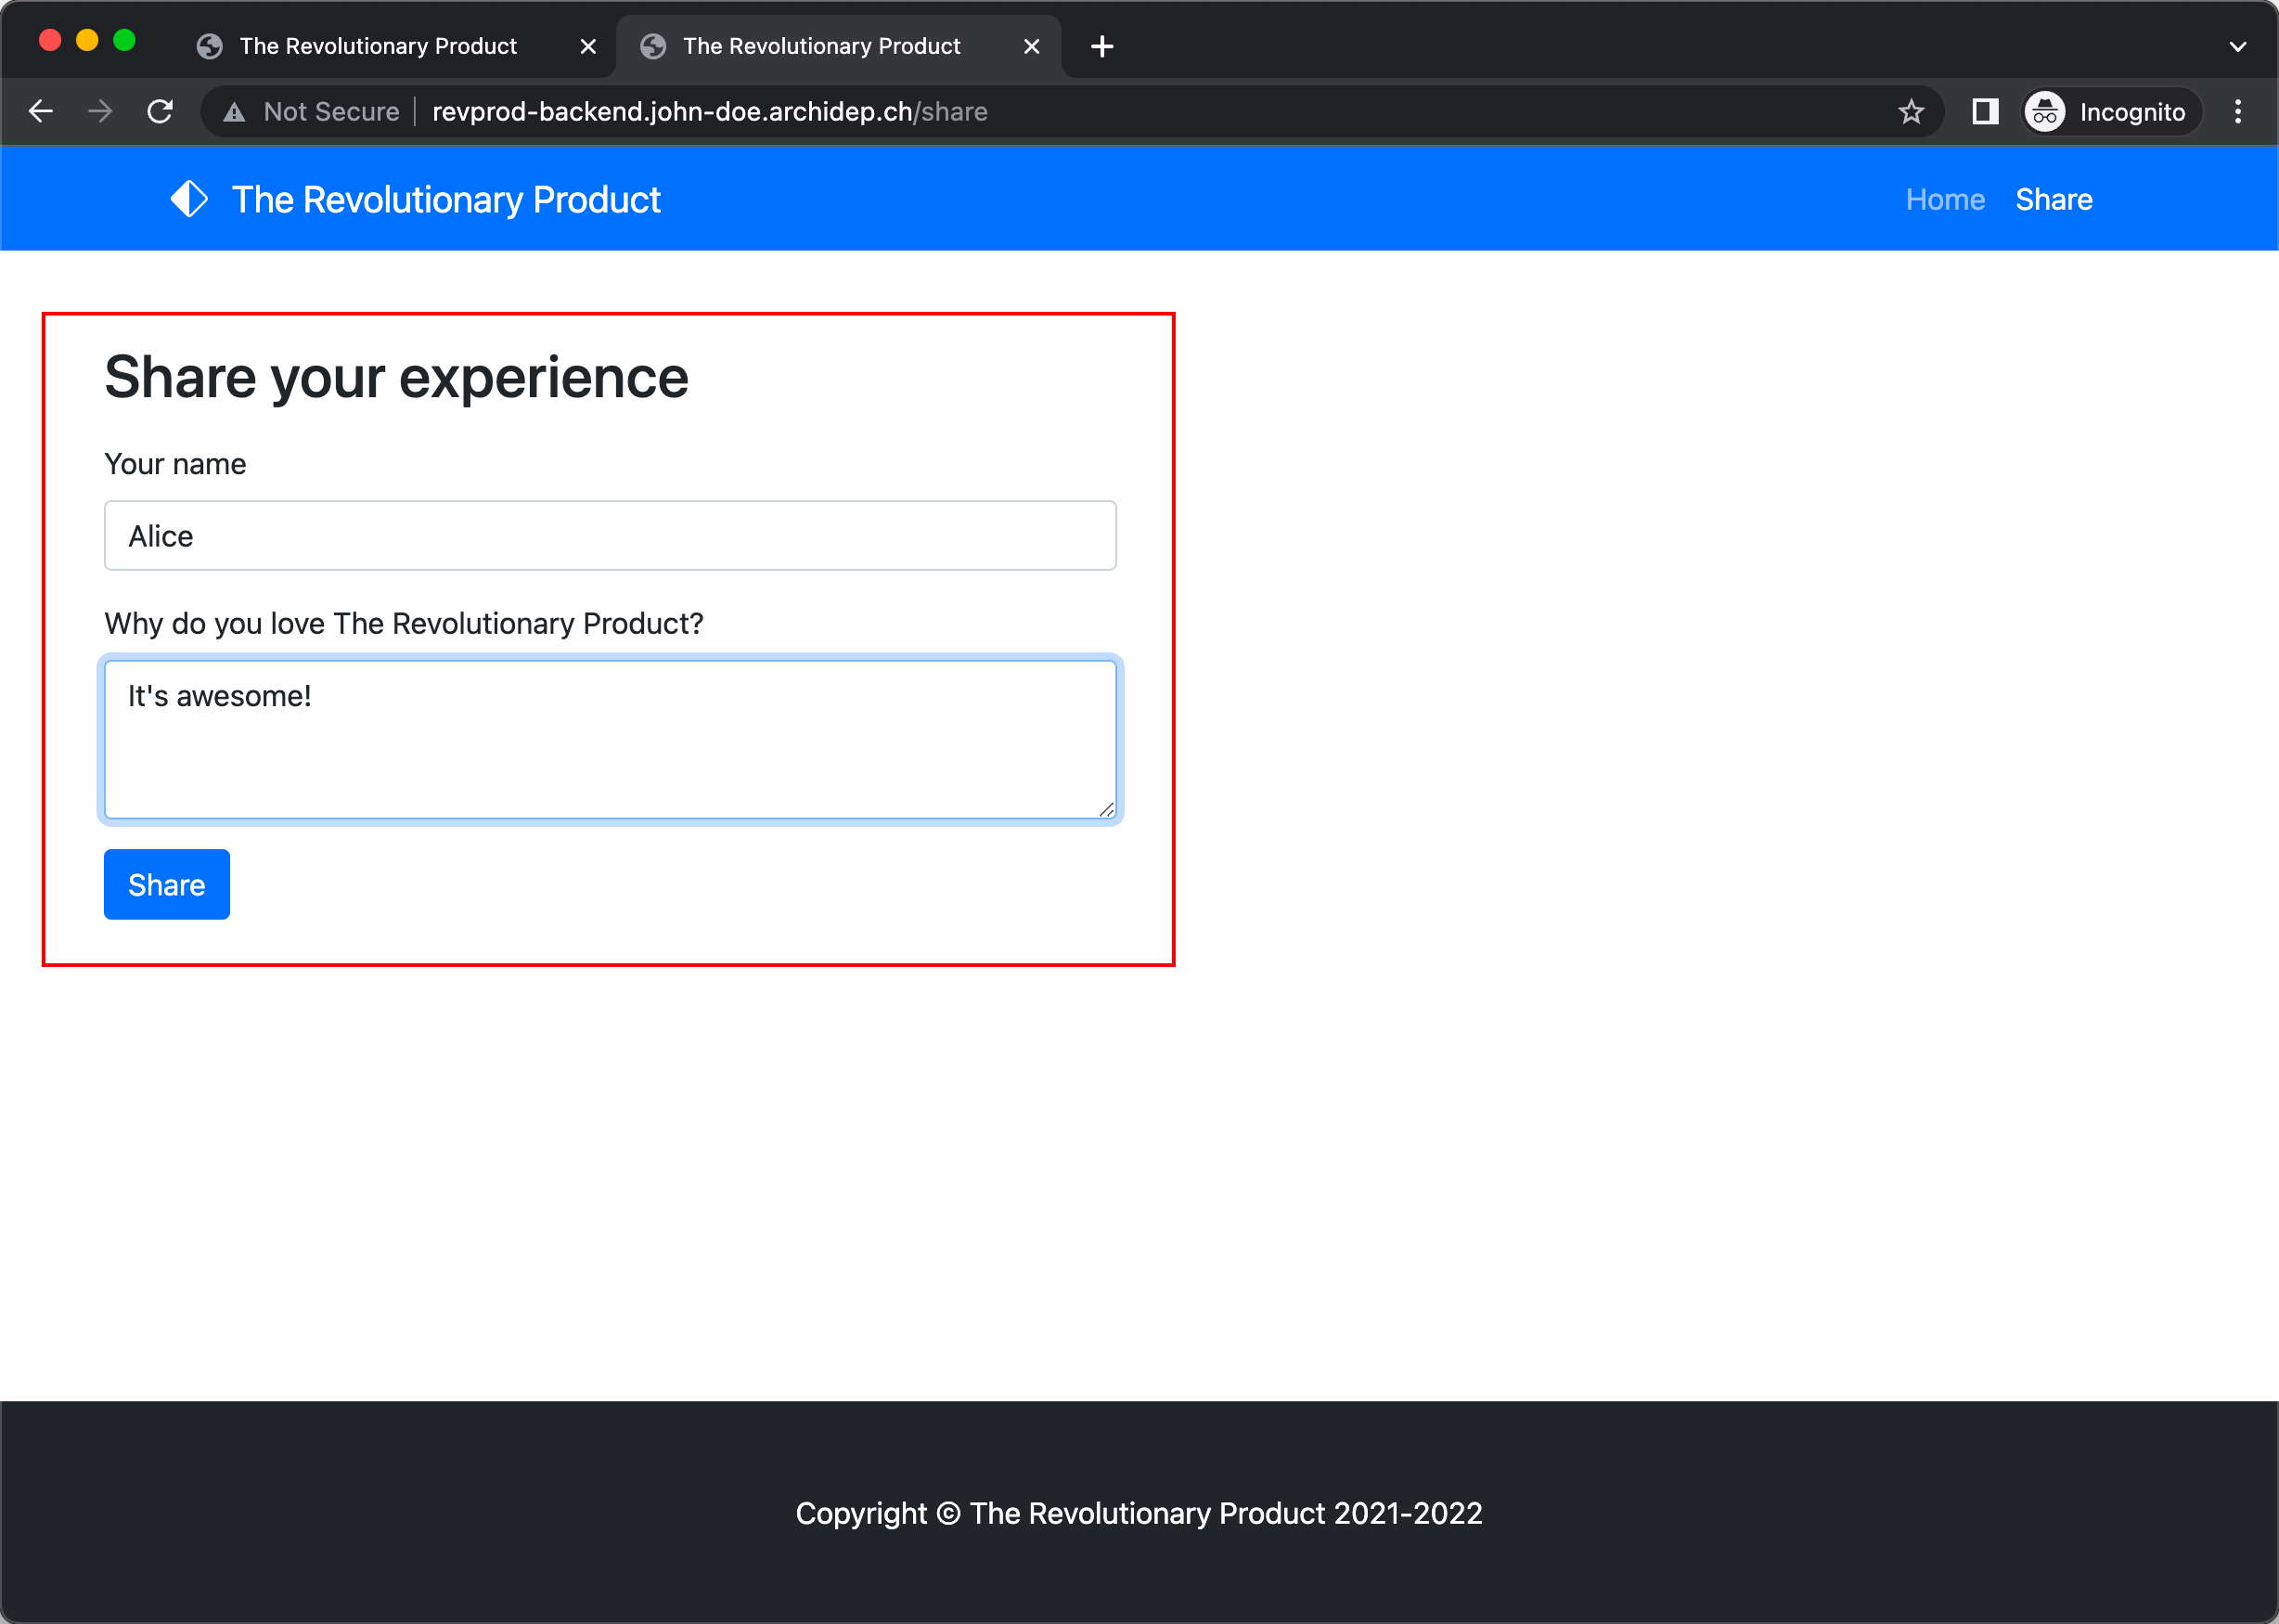 The Revolutionary Product
The Revolutionary Product
Not Secure
revprod-backend.john-doe.archidep.ch/share
Incognito
The Revolutionary Product
Home
Share
Share your experience
Your name
Alice
Why do you love The Revolutionary Product?
It's awesome!
Share
Copyright © The Revolutionary Product 2021-2022